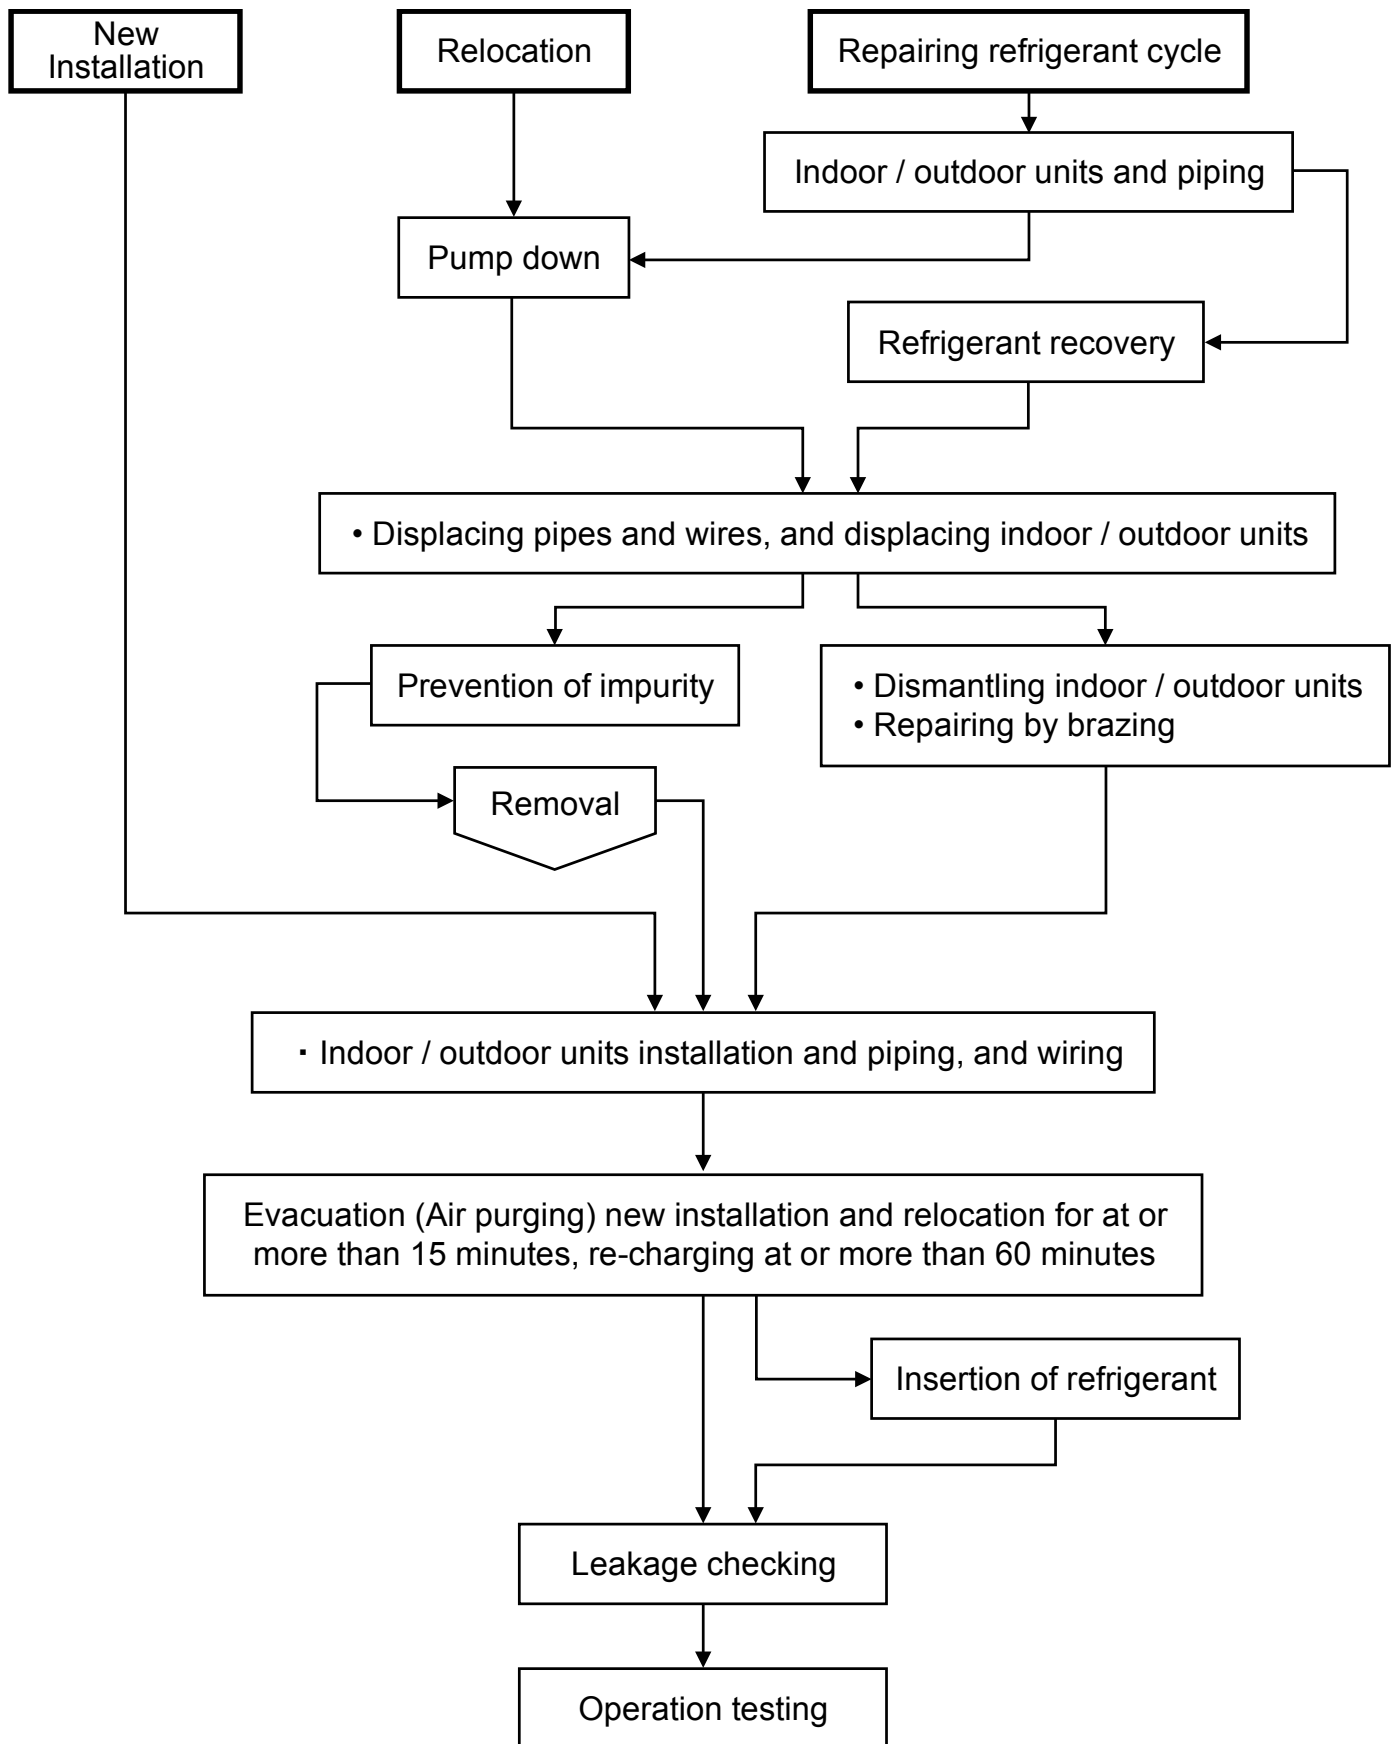 New
Installation
Relocation
Repairing refrigerant cycle
Indoor / outdoor units and piping
Pump down
Refrigerant recovery
• Displacing pipes and wires, and displacing indoor / outdoor units
Prevention of impurity
• Dismantling indoor / outdoor units
• Repairing by brazing
Removal
· Indoor / outdoor units installation and piping, and wiring
Evacuation (Air purging) new installation and relocation for at or
more than 15 minutes, re-charging at or more than 60 minutes
Insertion of refrigerant
Leakage checking
Operation testing